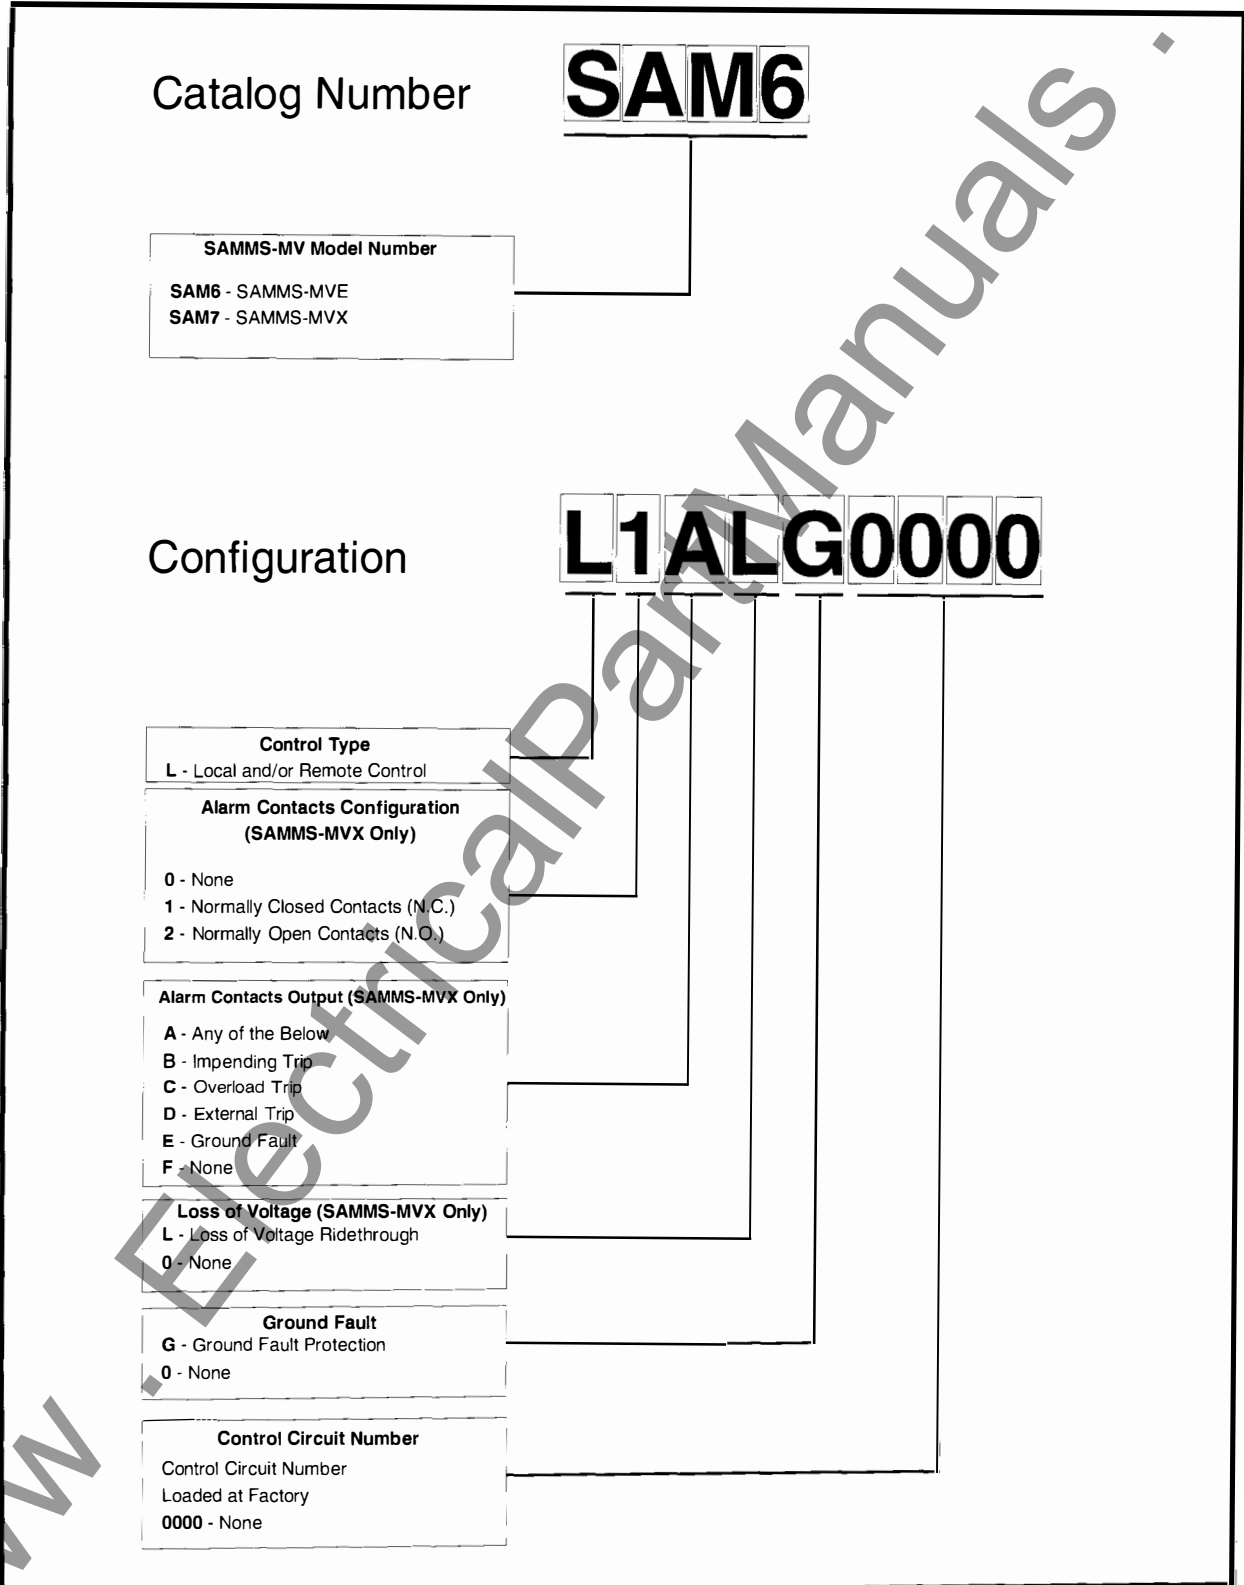 Catalog Number
SAM6
SAMMS-MV Model Number
SAM6 - SAMMS-MVE
SAM7 - SAMMS-MVX
Configuration
L1ALG0000
Control Type
L - Local and/or Remote Control
Alarm Contacts Configuration
(SAMMS-MVX Only)
0 - None
1 - Normally Closed Contacts (N.C.)
2 - Normally Open Contacts (N.O.)
Alarm Contacts Output (SAMMS-MVX Only)
A - Any of the Below
B - Impending Trip
C - Overload Trip
D - External Trip
E - Ground Fault
F - None
Loss of Voltage (SAMMS-MVX Only)
L - Loss of Voltage Ridethrough
0 - None
Ground Fault
G - Ground Fault Protection
0 - None
Control Circuit Number
Control Circuit Number
Loaded at Factory
0000 - None
w . ElectricalPartManuals .